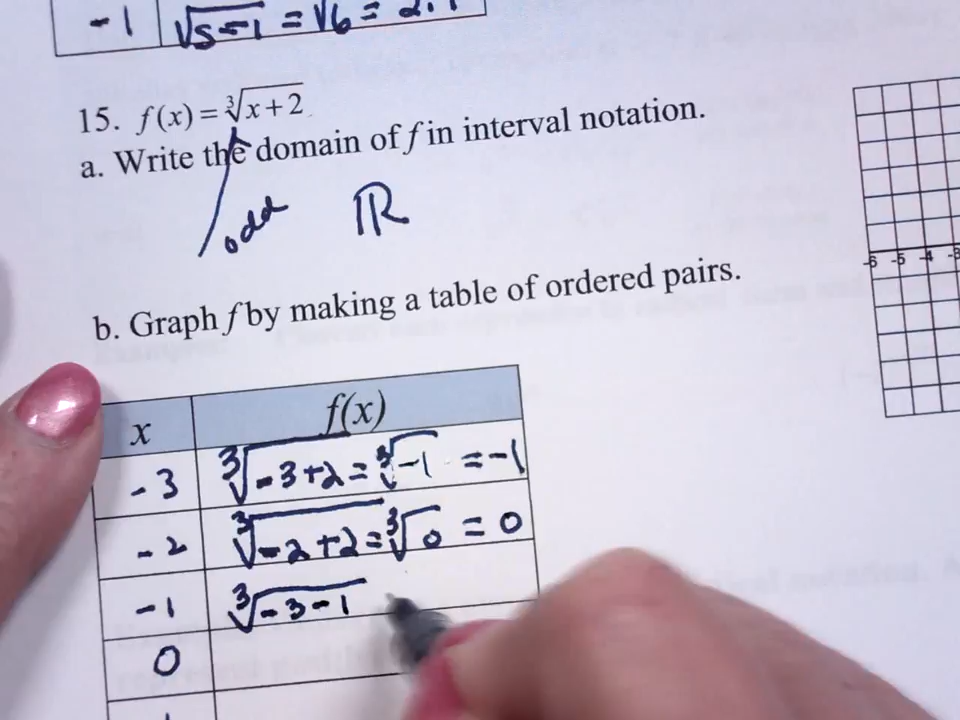 -1 √5--1 = √6 =
15. f(x) = ∛x+2
a. Write the domain of f in interval notation.
odd ℝ
-6 -5 -4
b. Graph f by making a table of ordered pairs.
x f(x)
-3 ∛-3+2 = ∛-1 = -1
-2 ∛-2+2 = ∛0 = 0
-1 ∛-3-1
0